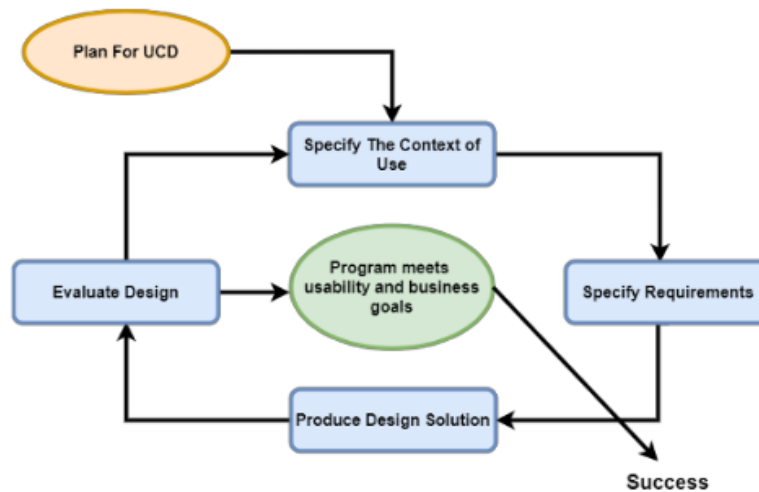 Plan For UCD
Specify The Context of
Use
Evaluate Design
Program meets
usability and business
goals
Specify Requirements
Produce Design Solution
Success